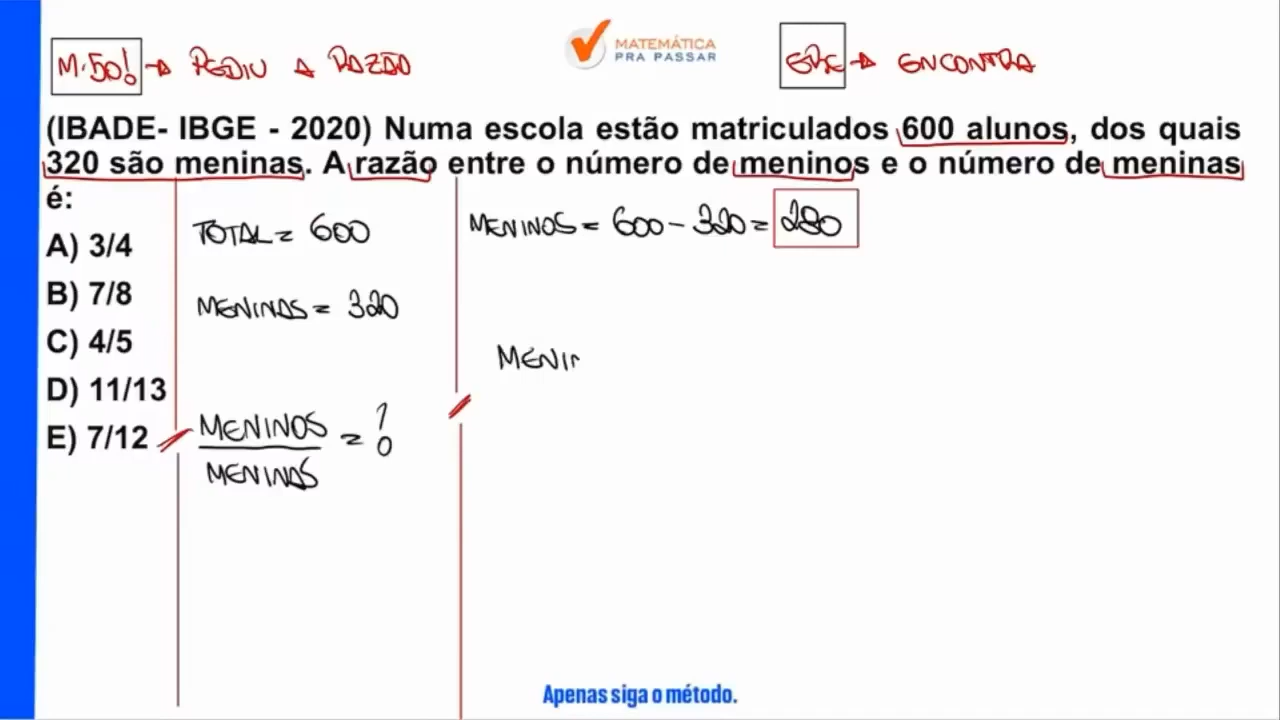 M.50! → PEDIU A RAZÃO
MATEMÁTICA
PRA PASSAR
→ ENCONTRA
(IBADE- IBGE - 2020) Numa escola estão matriculados 600 alunos, dos quais
320 são meninas. A razão entre o número de meninos e o número de meninas
é:
A) 3/4
B) 7/8
C) 4/5
D) 11/13
E) 7/12
TOTAL = 600
MENINAS = 320
MENINOS
MENINAS
= ?
MENINOS = 600 - 320 = 280
MENIN
Apenas siga o método.